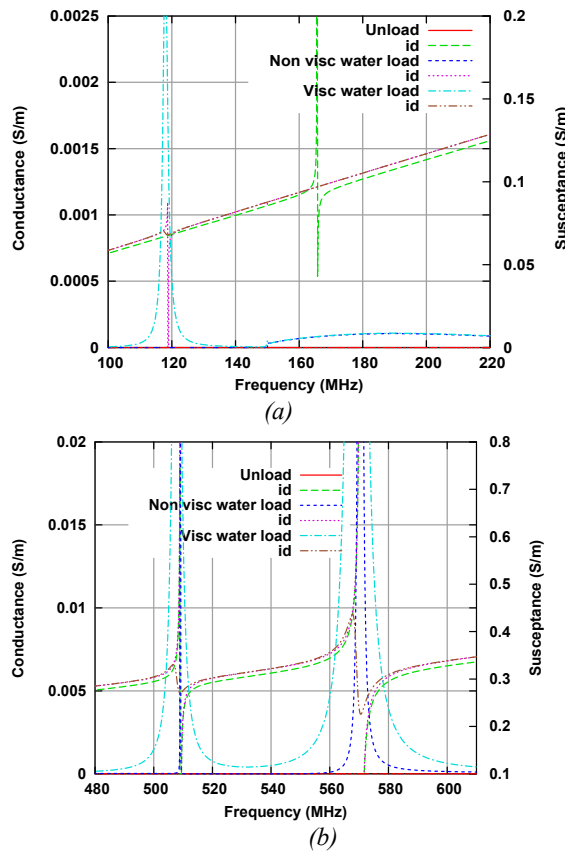 0.0025
0.002
0.0015
0.001
0.0005
0
Conductance (S/m)
Unload
id
Non visc water load
id
Visc water load
id
0.2
0.15
0.1
0.05
0
Susceptance (S/m)
100 120 140 160 180 200 220
Frequency (MHz)
(a)
0.02
0.015
0.01
0.005
0
Conductance (S/m)
Unload
id
Non visc water load
id
Visc water load
id
0.8
0.7
0.6
0.5
0.4
0.3
0.2
0.1
Susceptance (S/m)
480 500 520 540 560 580 600
Frequency (MHz)
(b)